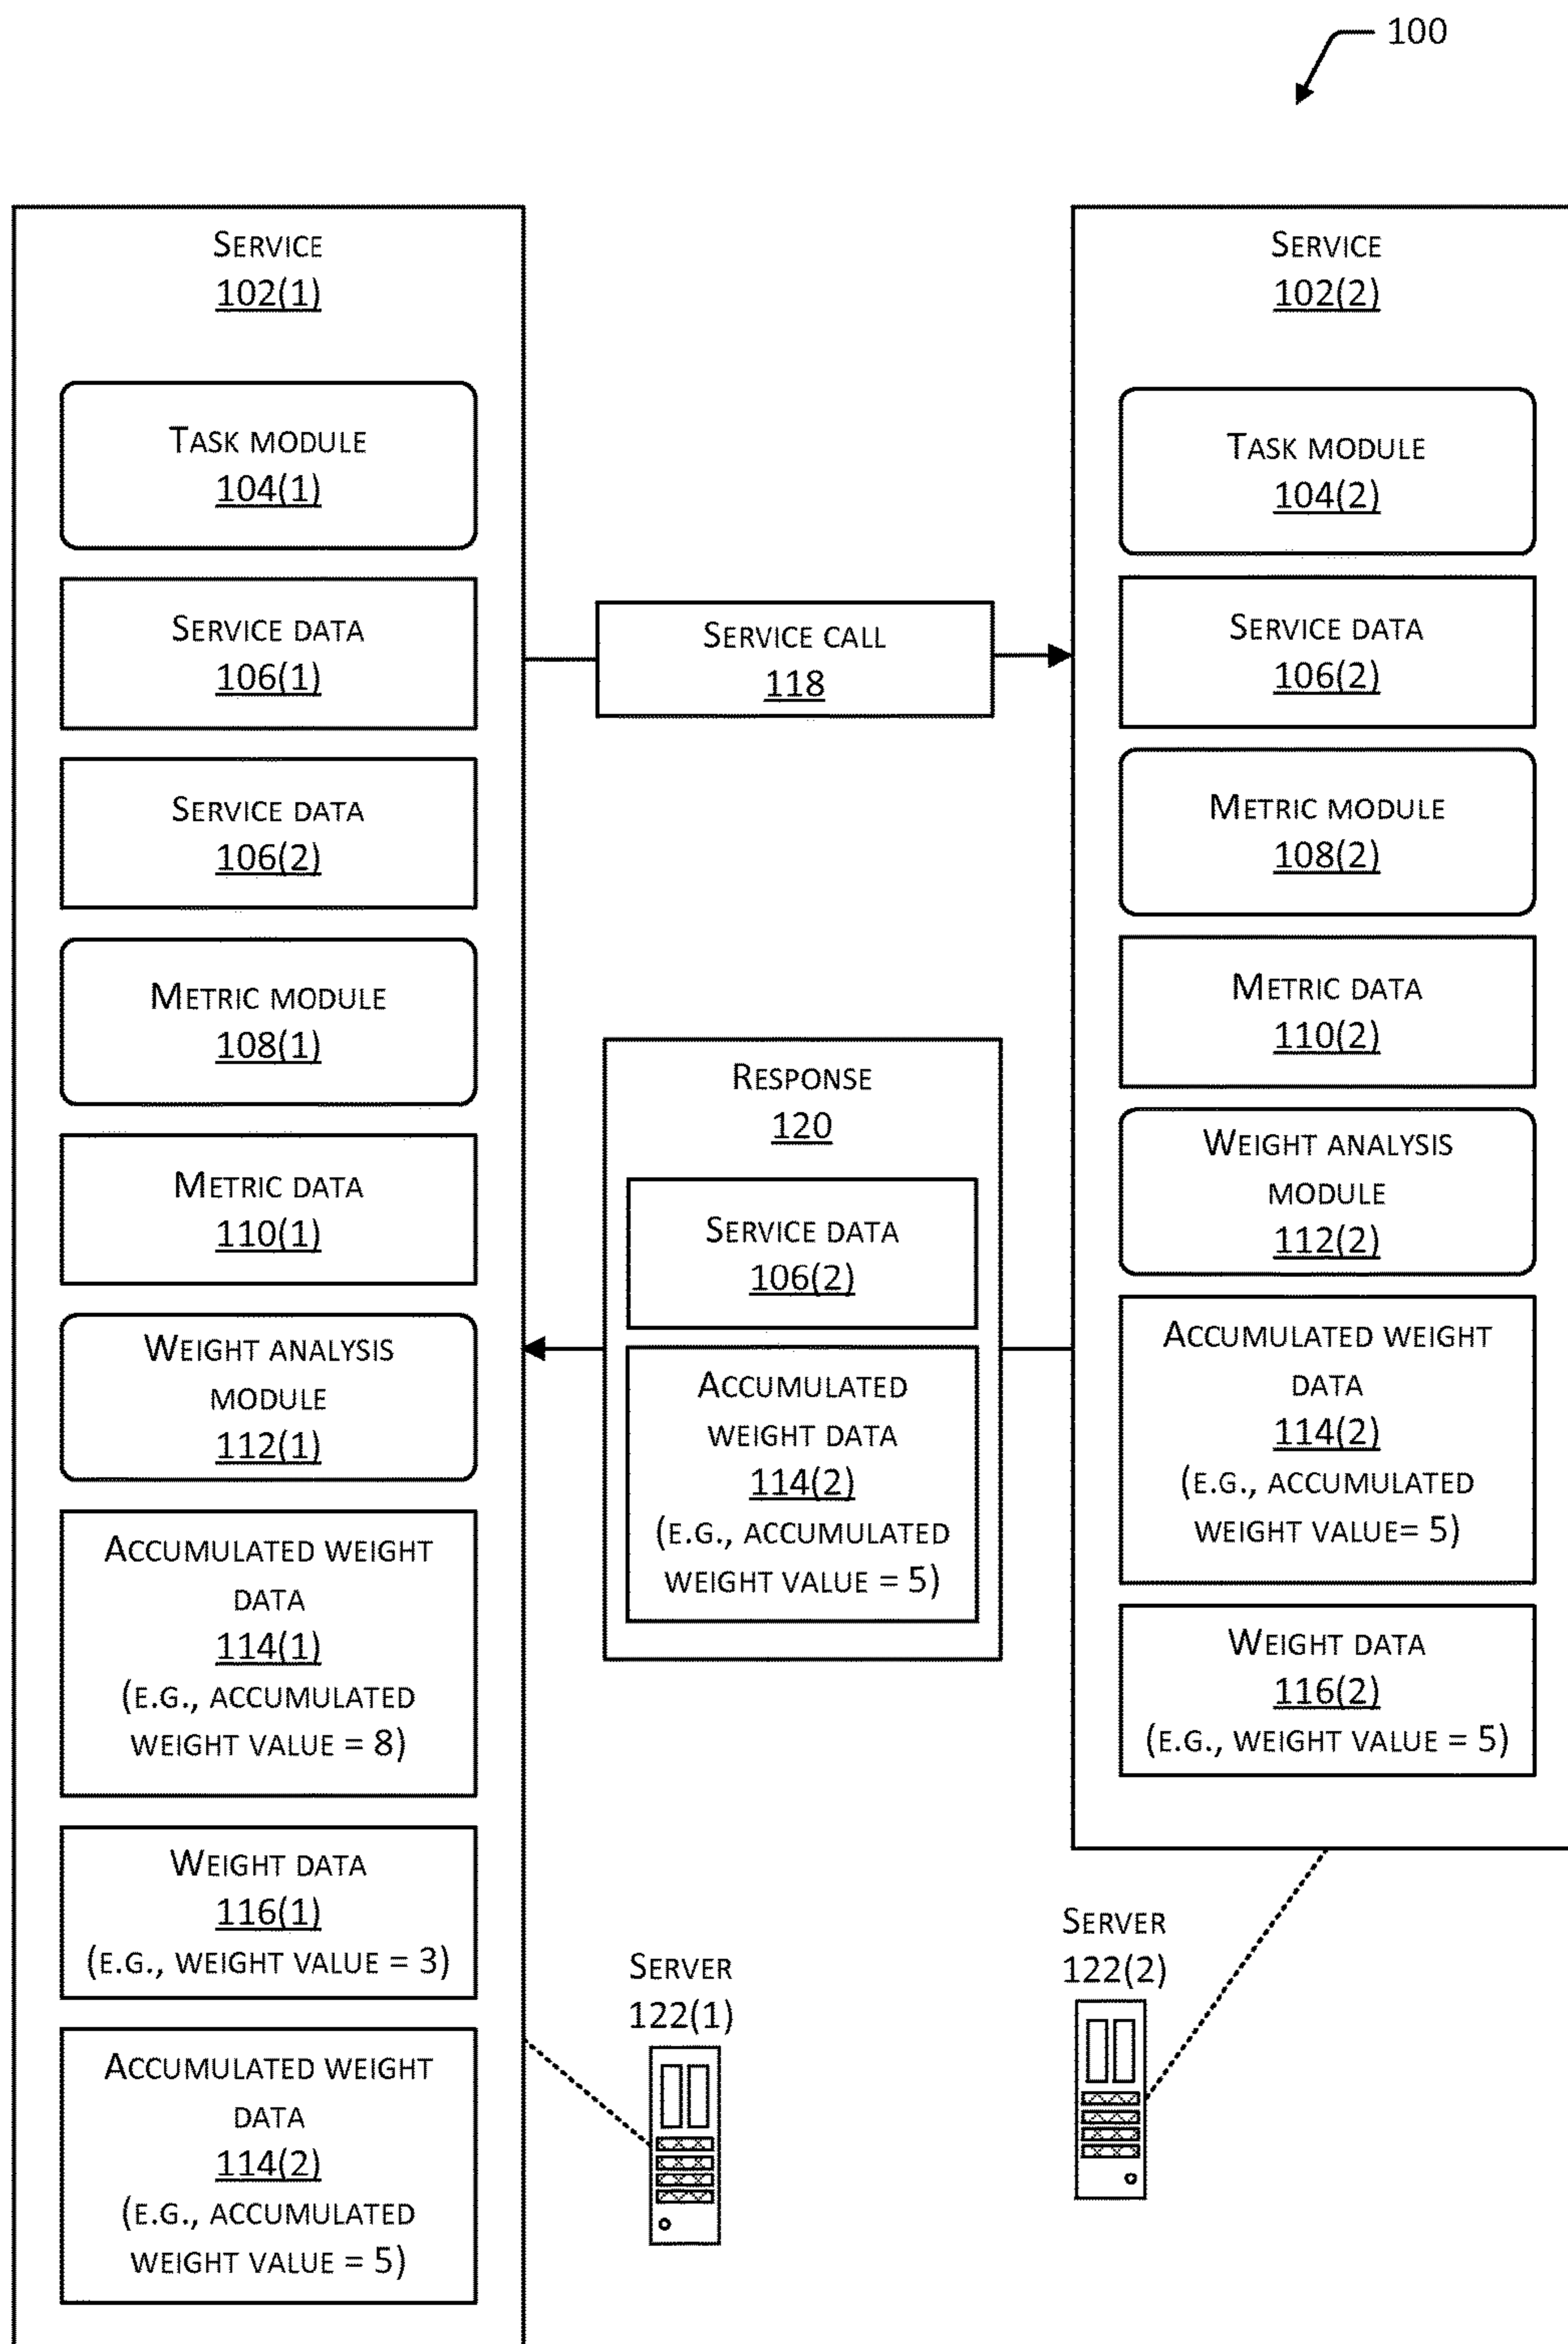 100
SERVICE
102(1)
TASK MODULE
104(1)
SERVICE DATA
106(1)
SERVICE DATA
106(2)
METRIC MODULE
108(1)
METRIC DATA
110(1)
WEIGHT ANALYSIS
MODULE
112(1)
ACCUMULATED WEIGHT
DATA
114(1)
(E.G., ACCUMULATED
WEIGHT VALUE = 8)
WEIGHT DATA
116(1)
(E.G., WEIGHT VALUE = 3)
ACCUMULATED WEIGHT
DATA
114(2)
(E.G., ACCUMULATED
WEIGHT VALUE = 5)
SERVICE CALL
118
RESPONSE
120
SERVICE DATA
106(2)
ACCUMULATED
WEIGHT DATA
114(2)
(E.G., ACCUMULATED
WEIGHT VALUE = 5)
SERVER
122(1)
SERVICE
102(2)
TASK MODULE
104(2)
SERVICE DATA
106(2)
METRIC MODULE
108(2)
METRIC DATA
110(2)
WEIGHT ANALYSIS
MODULE
112(2)
ACCUMULATED WEIGHT
DATA
114(2)
(E.G., ACCUMULATED
WEIGHT VALUE= 5)
WEIGHT DATA
116(2)
(E.G., WEIGHT VALUE = 5)
SERVER
122(2)